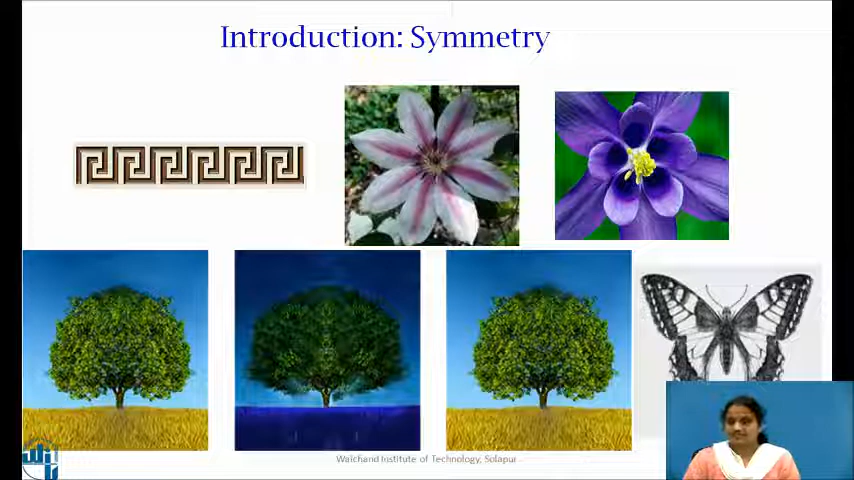 Introduction: Symmetry
Walchand Institute of Technology, Solapur